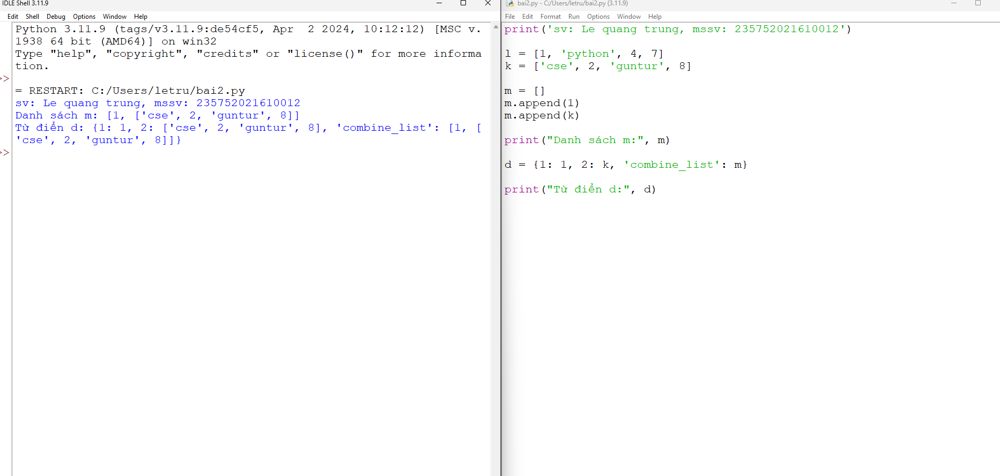 IDLE Shell 3.11.9
Edit Shell Debug Options Window Help
Python 3.11.9 (tags/v3.11.9:de54cf5, Apr  2 2024, 10:12:12) [MSC v.
1938 64 bit (AMD64)] on win32
Type "help", "copyright", "credits" or "license()" for more informa
tion.
>>
= RESTART: C:/Users/letru/bai2.py
sv: Le quang trung, mssv: 235752021610012
Danh sách m: [1, ['cse', 2, 'guntur', 8]]
Từ điển d: {1: 1, 2: ['cse', 2, 'guntur', 8], 'combine_list': [1, [
'cse', 2, 'guntur', 8]]}
>>
bai2.py - C:/Users/letru/bai2.py (3.11.9)
File Edit Format Run Options Window Help
print('sv: Le quang trung, mssv: 235752021610012')
l = [1, 'python', 4, 7]
k = ['cse', 2, 'guntur', 8]
m = []
m.append(1)
m.append(k)
print("Danh sách m:", m)
d = {1: 1, 2: k, 'combine_list': m}
print("Từ điển d:", d)